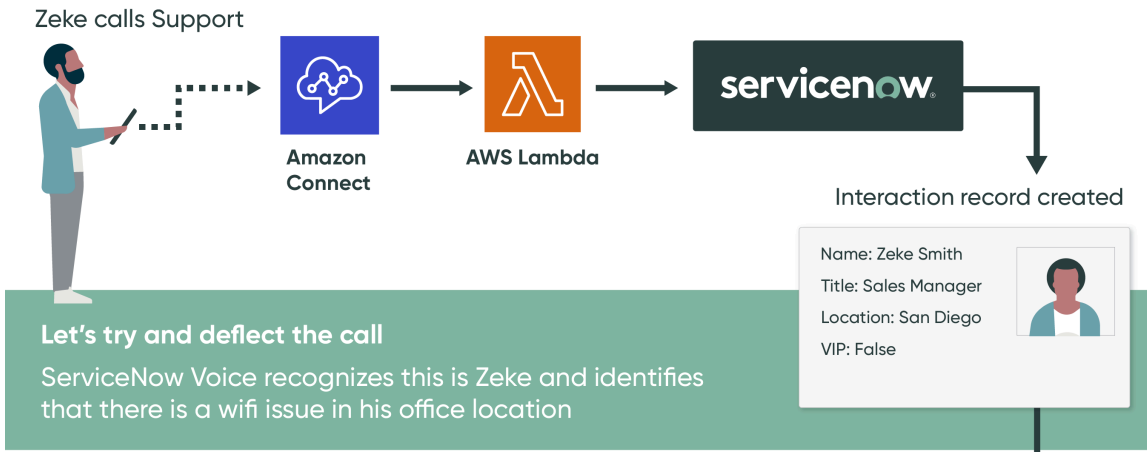 Zeke calls Support
Amazon
Connect
AWS Lambda
servicenow®
Interaction record created
Name: Zeke Smith
Title: Sales Manager
Location: San Diego
VIP: False
Let’s try and deflect the call
ServiceNow Voice recognizes this is Zeke and identifies
that there is a wifi issue in his office location